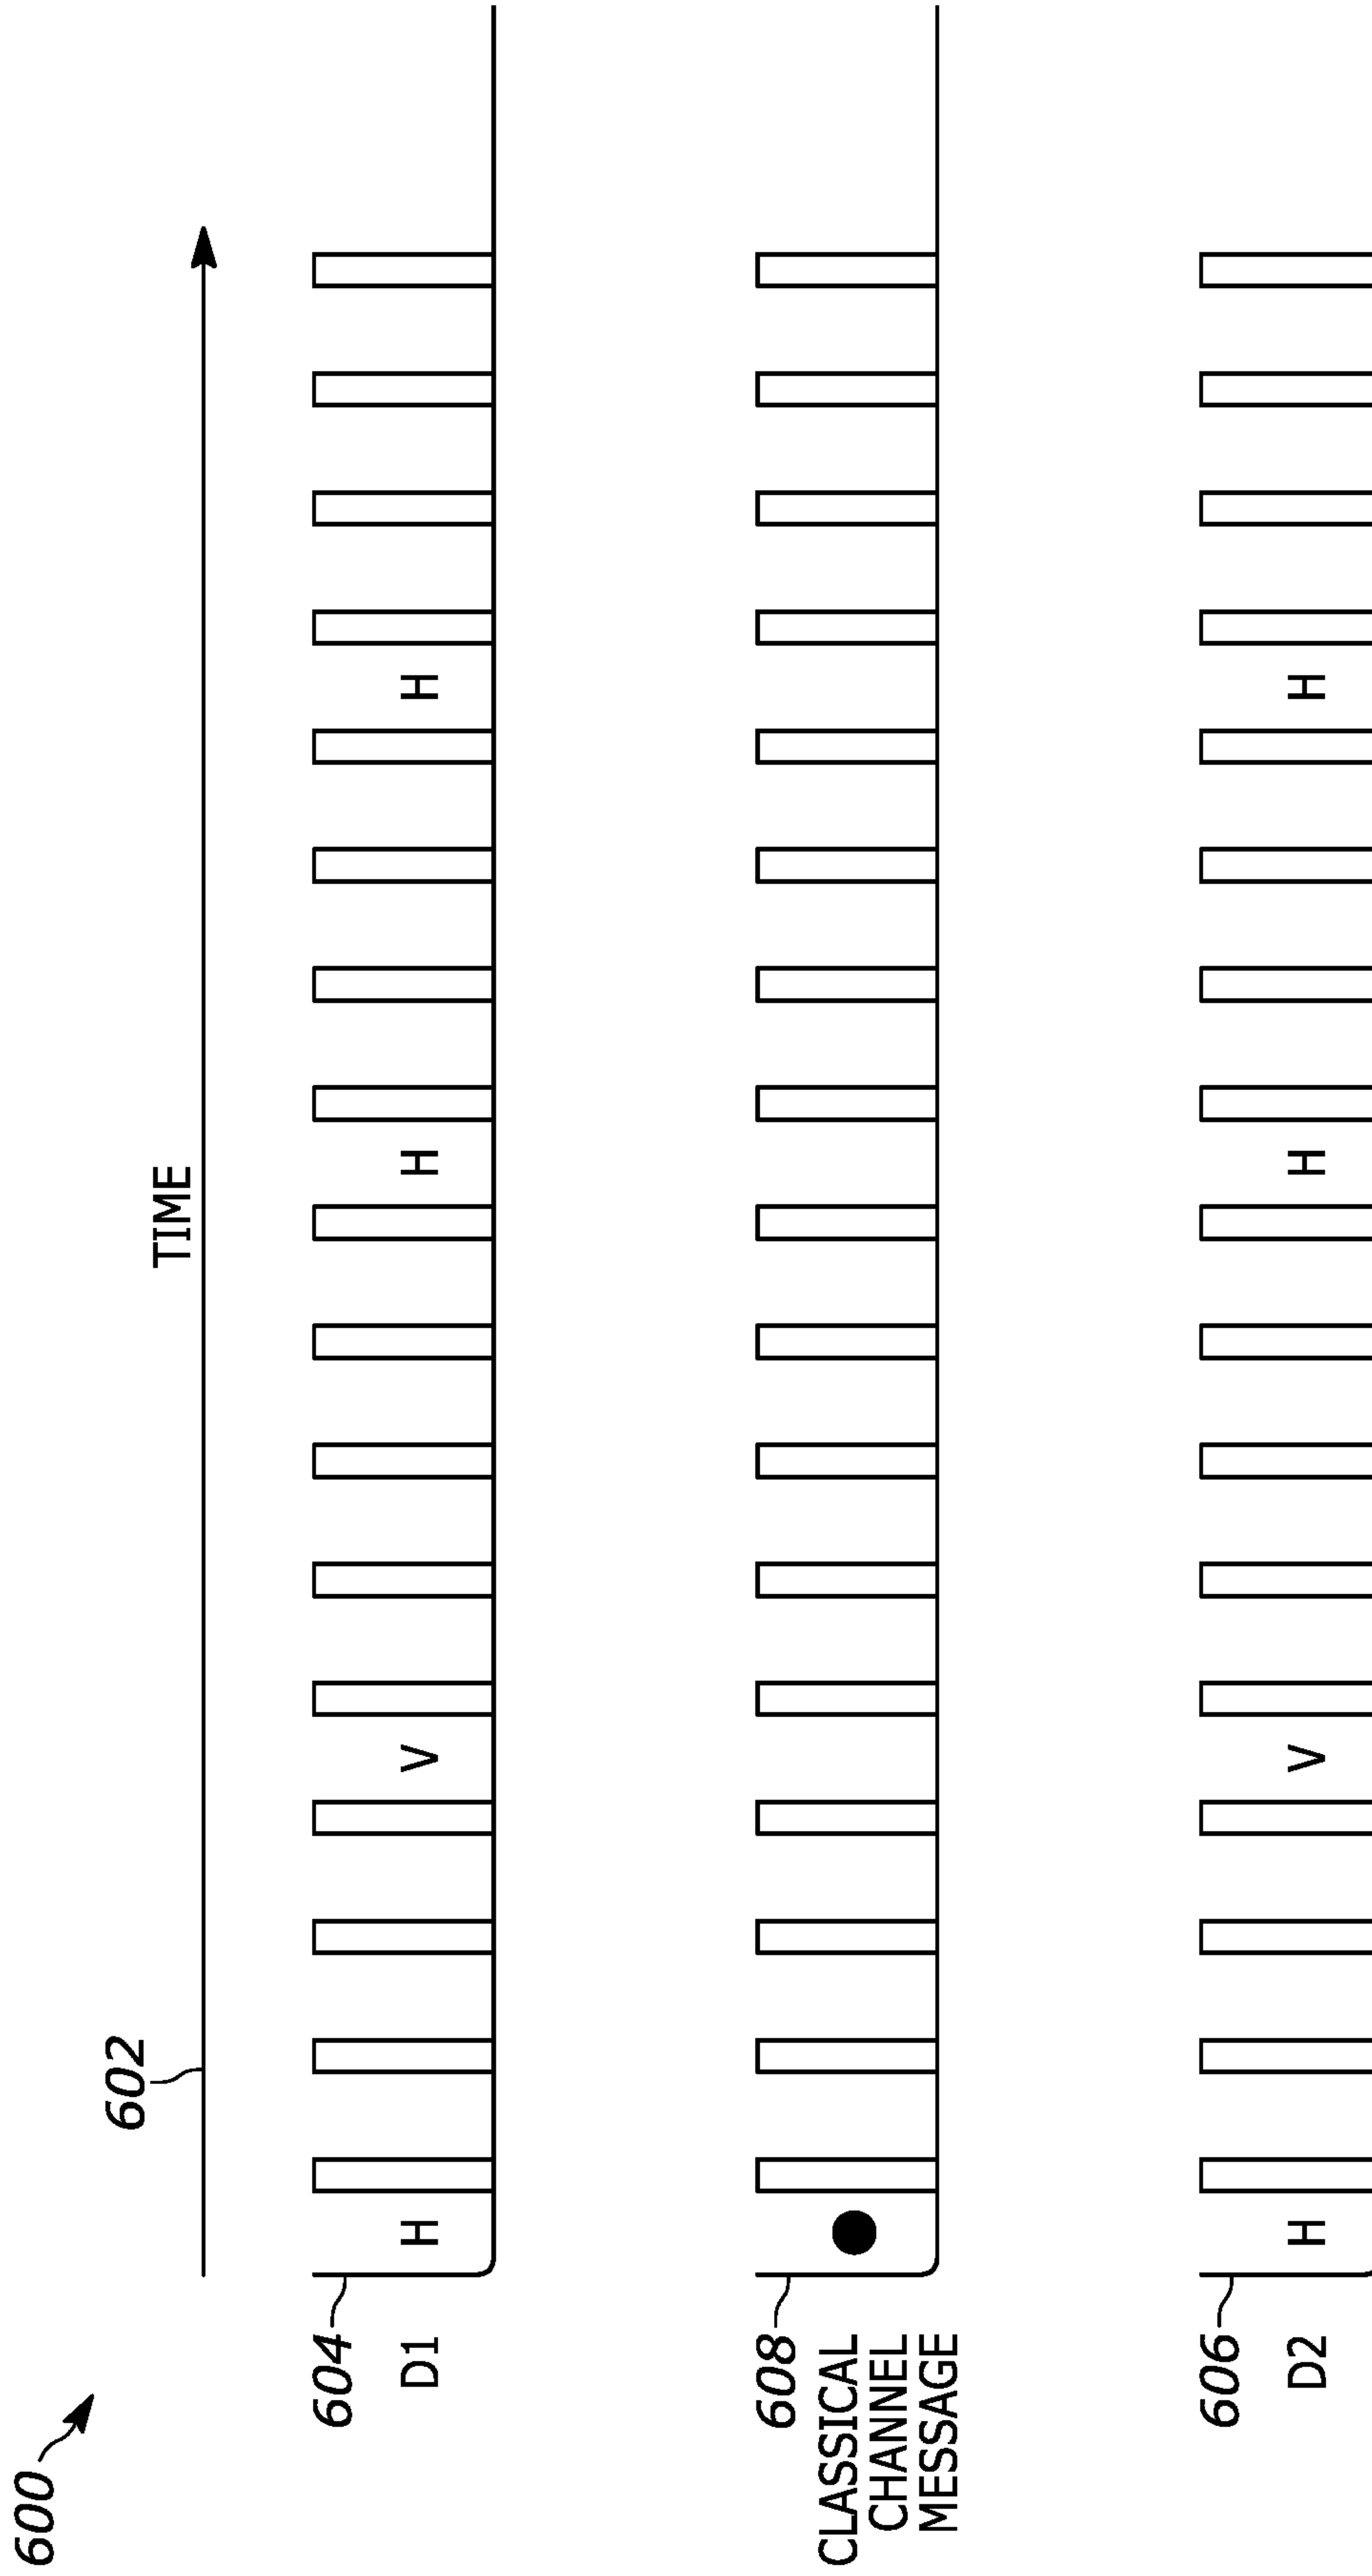 600
602
TIME
604
D1
H V H H
608
CLASSICAL
CHANNEL
MESSAGE
606
D2
H V H H